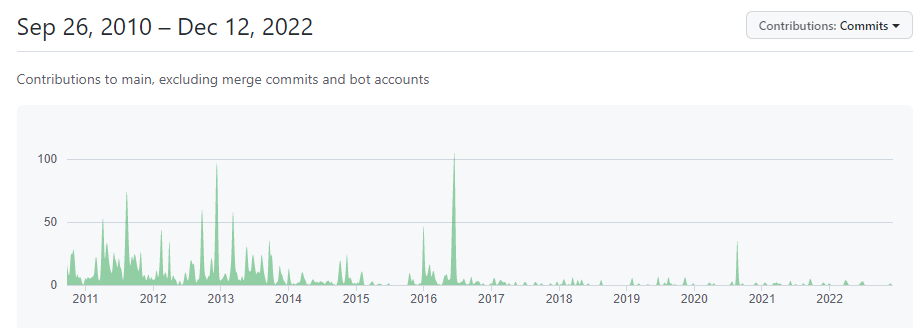 Sep 26, 2010 – Dec 12, 2022
Contributions: Commits
Contributions to main, excluding merge commits and bot accounts
100
50
0
2011 2012 2013 2014 2015 2016 2017 2018 2019 2020 2021 2022